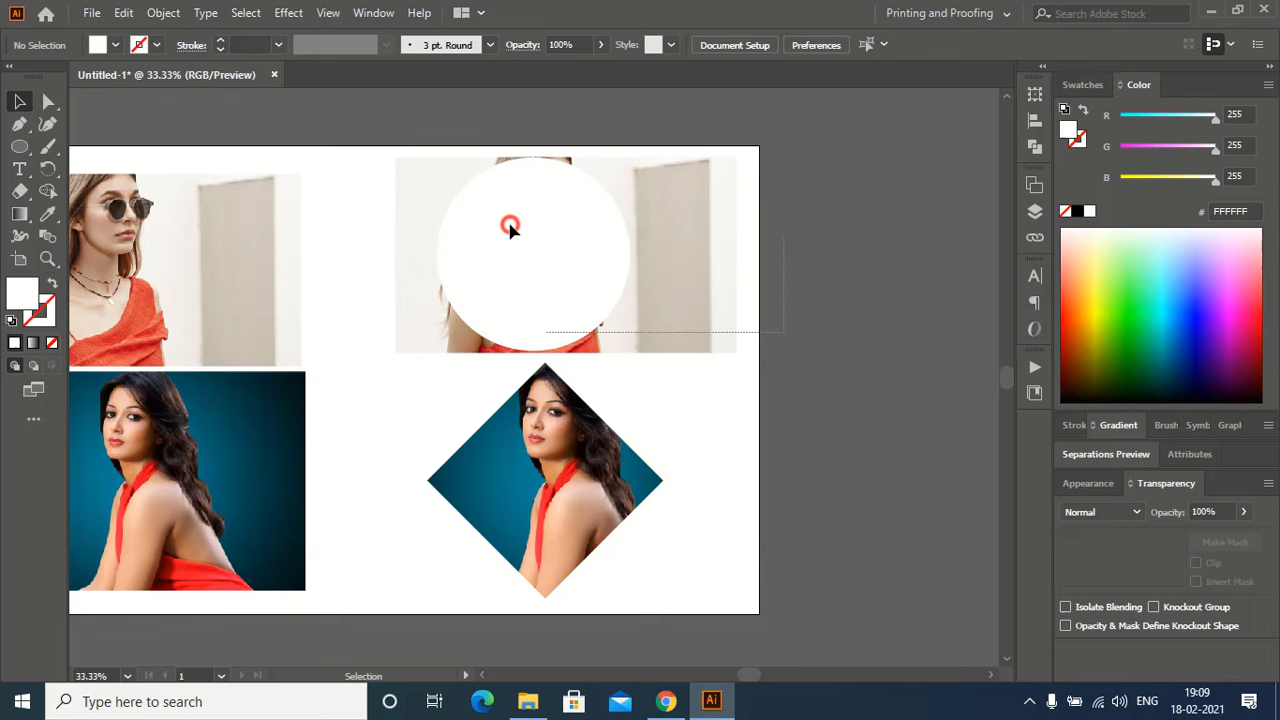 Ai File Edit Object Type Select Effect View Window Help Printing and Proofing Search Adobe Stock
No Selection Stroke: 3 pt. Round Opacity: 100% Style: Document Setup Preferences
Untitled-1* @ 33.33% (RGB/Preview)
Swatches Color
R 255
G 255
B 255
# FFFFFF
Strok Gradient Brush Symb Graph
Separations Preview Attributes
Appearance Transparency
Normal Opacity: 100%
Make Mask
Clip
Invert Mask
Isolate Blending Knockout Group
Opacity & Mask Define Knockout Shape
33.33% 1 Selection
Type here to search Ai ENG 19:09
18-02-2021